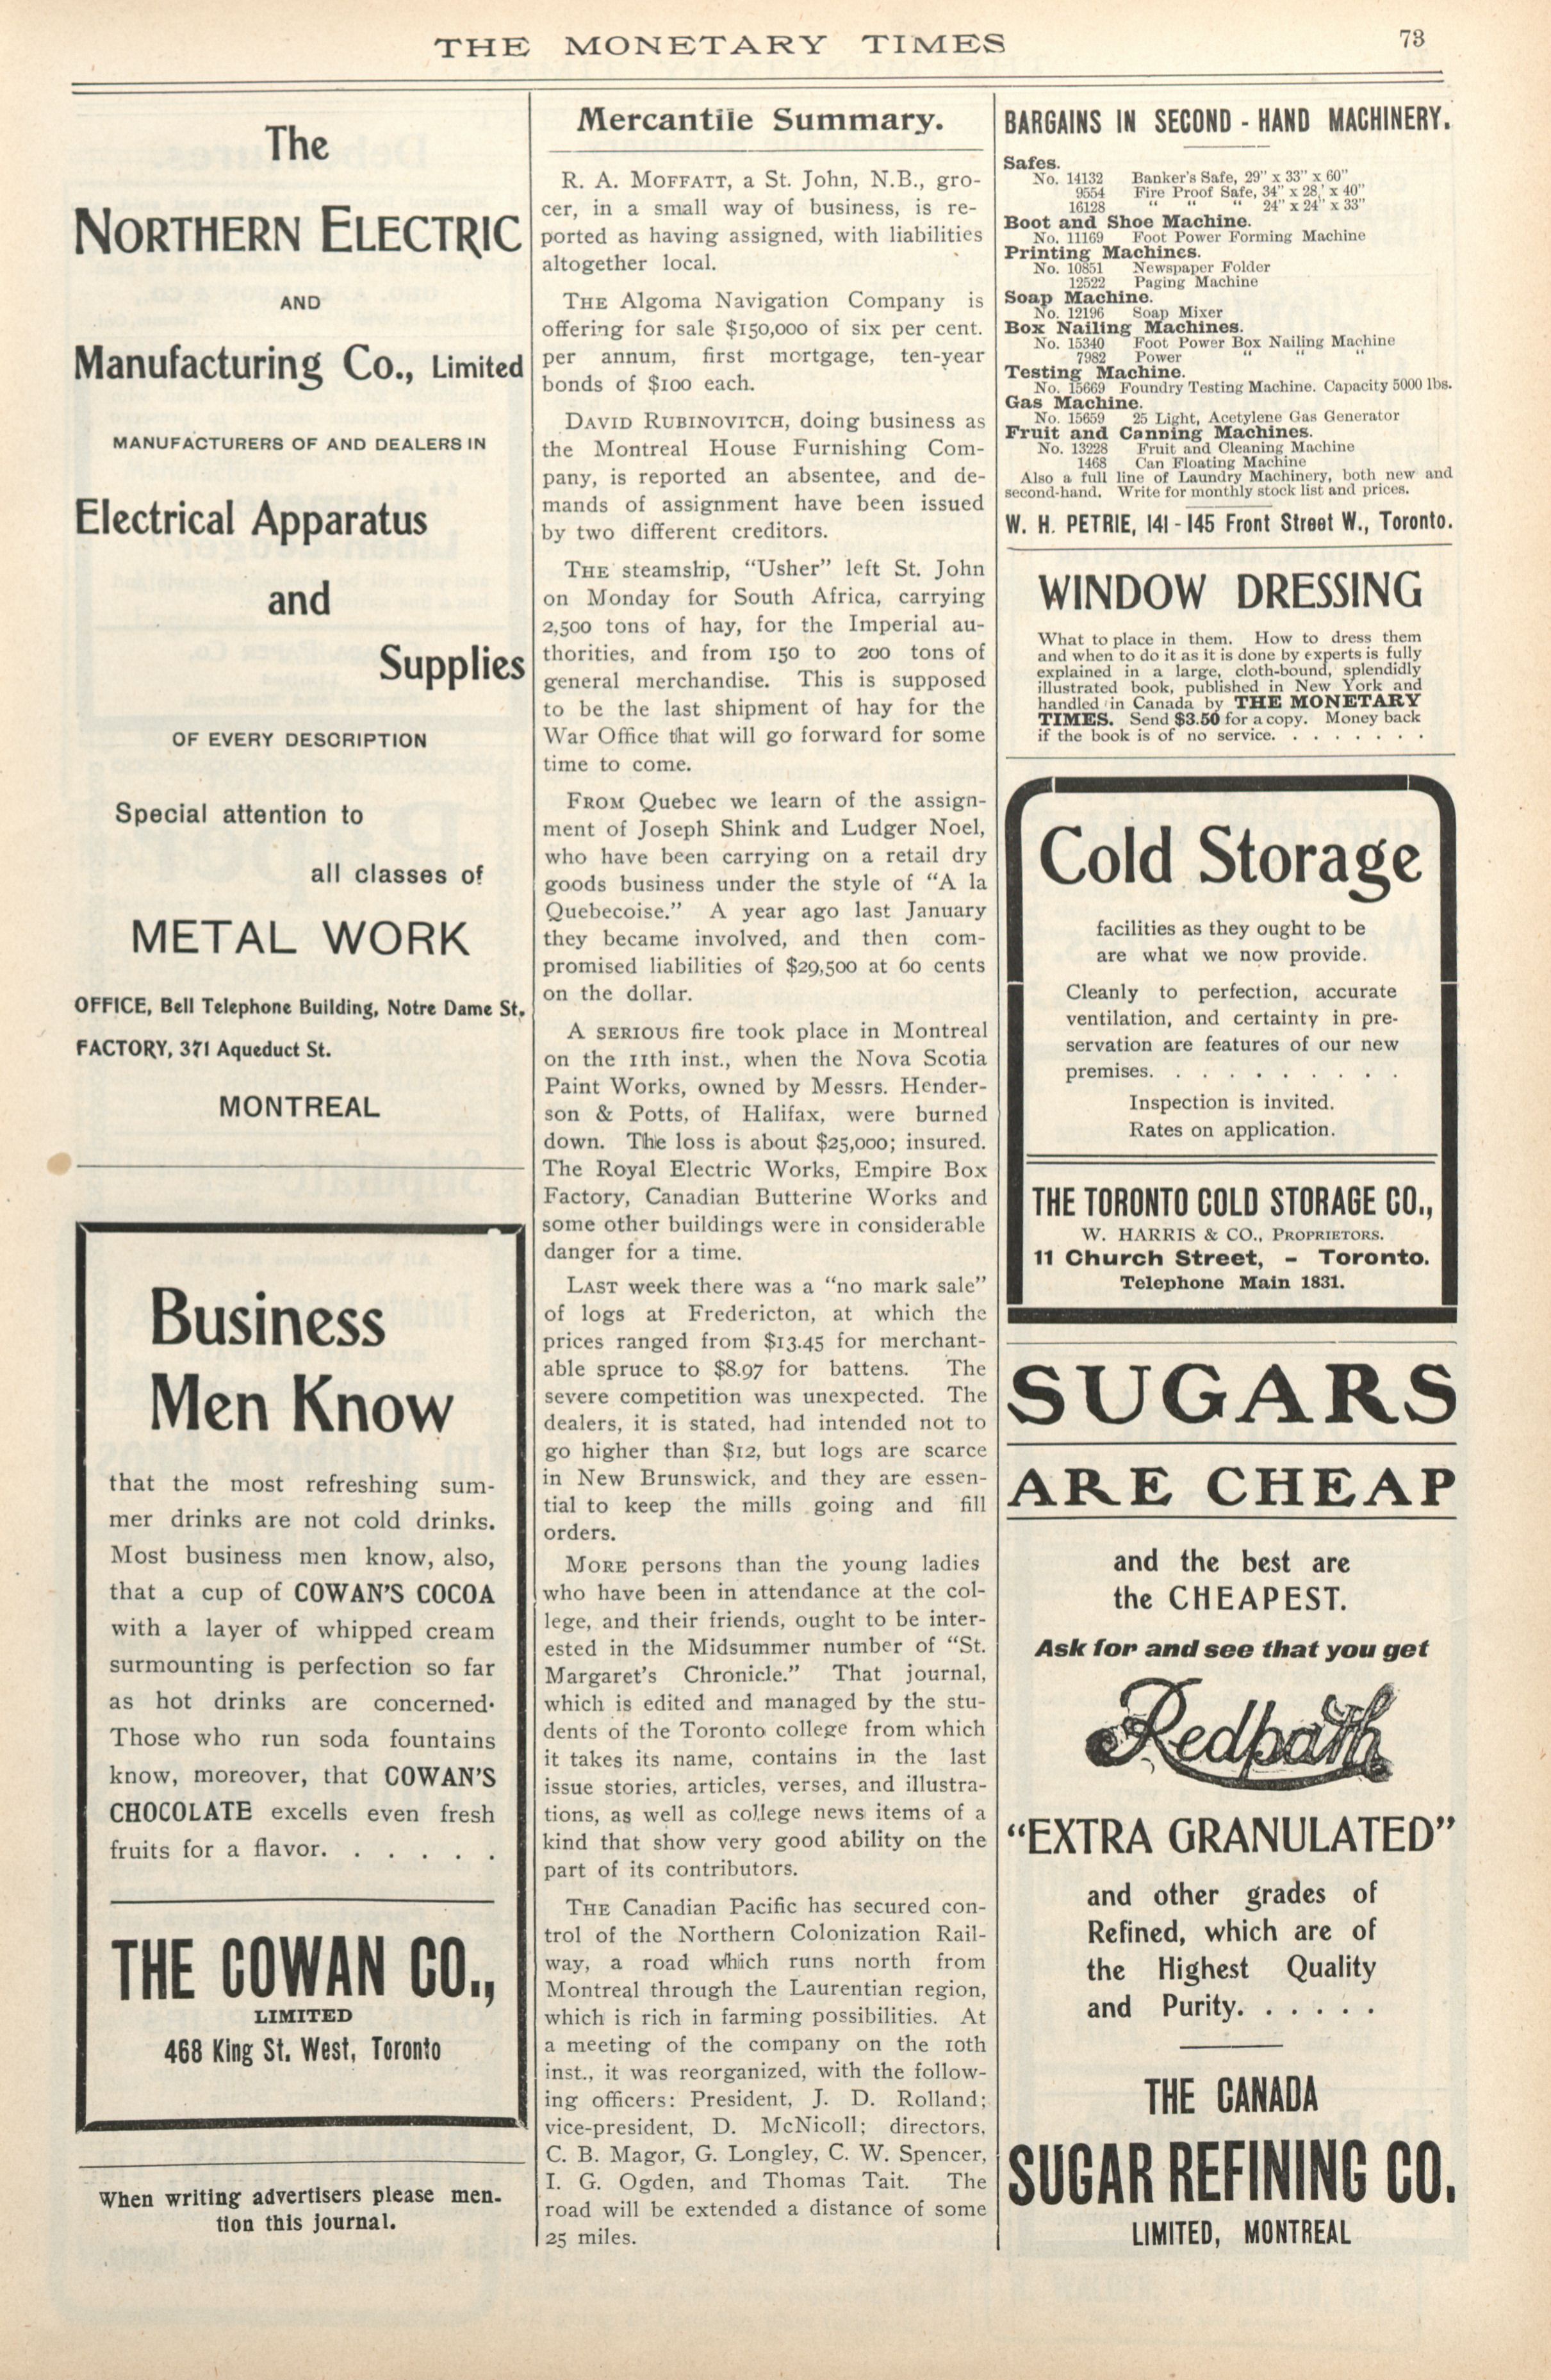 THE MONETARY TIMES 73
The
NORTHERN ELECTRIC
AND
Manufacturing Co., Limited
MANUFACTURERS OF AND DEALERS IN
Electrical Apparatus
and
Supplies
OF EVERY DESCRIPTION
Special attention to
all classes of
METAL WORK
OFFICE, Bell Telephone Building, Notre Dame St.
FACTORY, 371 Aqueduct St.
MONTREAL
Business
Men Know
that the most refreshing sum-
mer drinks are not cold drinks.
Most business men know, also,
that a cup of COWAN'S COCOA
with a layer of whipped cream
surmounting is perfection so far
as hot drinks are concerned.
Those who run soda fountains
know, moreover, that COWAN'S
CHOCOLATE excells even fresh
fruits for a flavor. . . . . .
THE COWAN CO.,
LIMITED
468 King St. West, Toronto
When writing advertisers please men-
tion this journal.
Mercantile Summary.
R. A. MOFFATT, a St. John, N.B., gro-
cer, in a small way of business, is re-
ported as having assigned, with liabilities
altogether local.
THE Algoma Navigation Company is
offering for sale $150,000 of six per cent.
per annum, first mortgage, ten-year
bonds of $100 each.
DAVID RUBINOVITCH, doing business as
the Montreal House Furnishing Com-
pany, is reported an absentee, and de-
mands of assignment have been issued
by two different creditors.
THE steamship, "Usher" left St. John
on Monday for South Africa, carrying
2,500 tons of hay, for the Imperial au-
thorities, and from 150 to 200 tons of
general merchandise. This is supposed
to be the last shipment of hay for the
War Office that will go forward for some
time to come.
FROM Quebec we learn of the assign-
ment of Joseph Shink and Ludger Noel,
who have been carrying on a retail dry
goods business under the style of "A la
Quebecoise." A year ago last January
they became involved, and then com-
promised liabilities of $29,500 at 60 cents
on the dollar.
A SERIOUS fire took place in Montreal
on the 11th inst., when the Nova Scotia
Paint Works, owned by Messrs. Hender-
son & Potts, of Halifax, were burned
down. The loss is about $25,000; insured.
The Royal Electric Works, Empire Box
Factory, Canadian Butterine Works and
some other buildings were in considerable
danger for a time.
LAST week there was a "no mark sale"
of logs at Fredericton, at which the
prices ranged from $13.45 for merchant-
able spruce to $8.97 for battens. The
severe competition was unexpected. The
dealers, it is stated, had intended not to
go higher than $12, but logs are scarce
in New Brunswick, and they are essen-
tial to keep the mills going and fill
orders.
MORE persons than the young ladies
who have been in attendance at the col-
lege, and their friends, ought to be inter-
ested in the Midsummer number of "St.
Margaret's Chronicle." That journal,
which is edited and managed by the stu-
dents of the Toronto college from which
it takes its name, contains in the last
issue stories, articles, verses, and illustra-
tions, as well as college news items of a
kind that show very good ability on the
part of its contributors.
THE Canadian Pacific has secured con-
trol of the Northern Colonization Rail-
way, a road which runs north from
Montreal through the Laurentian region,
which is rich in farming possibilities. At
a meeting of the company on the 10th
inst., it was reorganized, with the follow-
ing officers: President, J. D. Rolland;
vice-president, D. McNicoll; directors,
C. B. Magor, G. Longley, C. W. Spencer,
I. G. Ogden, and Thomas Tait. The
road will be extended a distance of some
25 miles.
BARGAINS IN SECOND-HAND MACHINERY.
Safes.
No. 14132 Banker's Safe, 29" x 33" x 60"
9554 Fire Proof Safe, 34" x 28,' x 40"
16128 " " " 24" x 24" x 33"
Boot and Shoe Machine.
No. 11169 Foot Power Forming Machine
Printing Machines.
No. 10851 Newspaper Folder
12522 Paging Machine
Soap Machine.
No. 12196 Soap Mixer
Box Nailing Machines.
No. 15340 Foot Power Box Nailing Machine
7982 Power " " "
Testing Machine.
No. 15669 Foundry Testing Machine. Capacity 5000 lbs.
Gas Machine.
No. 15659 25 Light, Acetylene Gas Generator
Fruit and Canning Machines.
No. 13228 Fruit and Cleaning Machine
1468 Can Floating Machine
Also a full line of Laundry Machinery, both new and
second-hand. Write for monthly stock list and prices.
W. H. PETRIE, 141-145 Front Street W., Toronto.
WINDOW DRESSING
What to place in them. How to dress them
and when to do it as it is done by experts is fully
explained in a large, cloth-bound, splendidly
illustrated book, published in New York and
handled in Canada by THE MONETARY
TIMES. Send $3.50 for a copy. Money back
if the book is of no service. . . . . . . .
Cold Storage
facilities as they ought to be
are what we now provide.
Cleanly to perfection, accurate
ventilation, and certainty in pre-
servation are features of our new
premises. . . . . . . . . .
Inspection is invited.
Rates on application.
THE TORONTO COLD STORAGE CO.,
W. HARRIS & CO., PROPRIETORS.
11 Church Street, - Toronto.
Telephone Main 1831.
SUGARS
ARE CHEAP
and the best are
the CHEAPEST.
Ask for and see that you get
Redpath
"EXTRA GRANULATED"
and other grades of
Refined, which are of
the Highest Quality
and Purity. . . . . .
THE CANADA
SUGAR REFINING CO.
LIMITED, MONTREAL